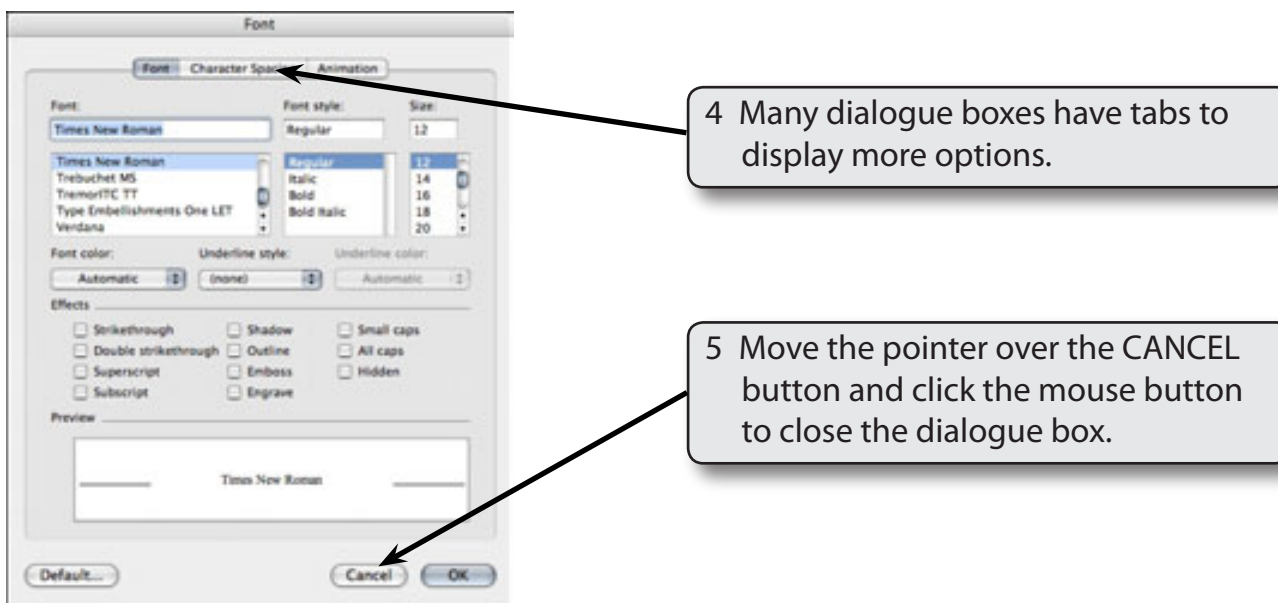 Font
Font Character Spacing Animation
Font: Font style: Size:
Times New Roman Regular 12
Times New Roman Regular 12
Trebuchet MS Italic 14
TremorITC TT Bold 16
Type Embellishments One LET Bold Italic 18
Verdana 20
Font color: Underline style: Underline color:
Automatic (none) Automatic
Effects
Strikethrough Shadow Small caps
Double strikethrough Outline All caps
Superscript Emboss Hidden
Subscript Engrave
Preview
Times New Roman
Default... Cancel OK
4 Many dialogue boxes have tabs to
display more options.
5 Move the pointer over the CANCEL
button and click the mouse button
to close the dialogue box.